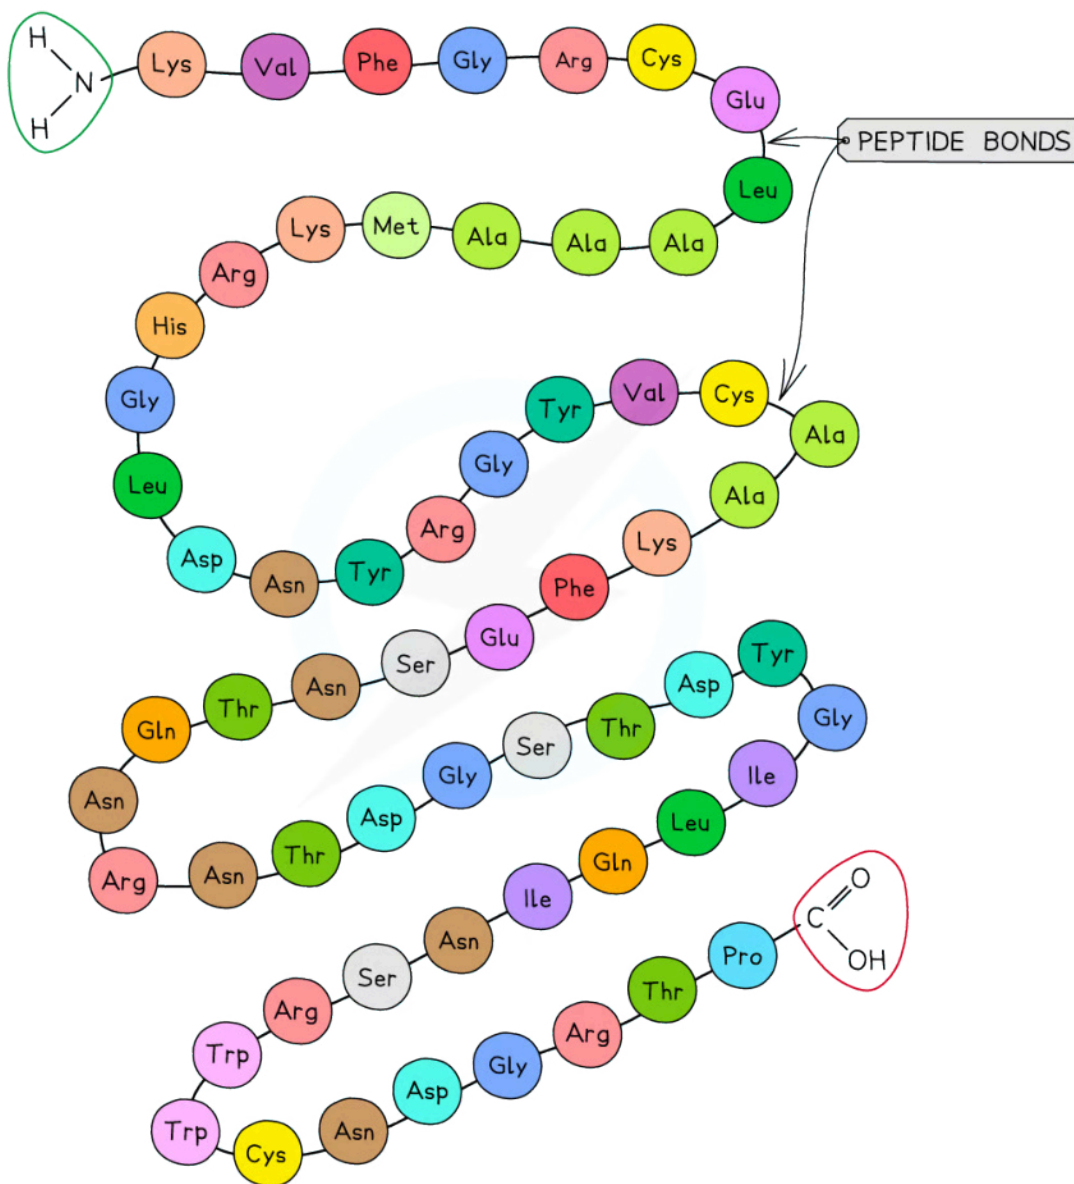 H
N
H
Lys Val Phe Gly Arg Cys Glu
PEPTIDE BONDS
Leu
Ala Ala Ala Met Lys Arg His Gly Leu
Asp Asn Tyr Arg Gly Tyr Val Cys Ala
Ala Lys Phe Glu Ser Asn Thr Gln Asn
Arg Asn Thr Asp Gly Ser Thr Asp Tyr Gly
Ile Leu Gln Ile Asn Ser Arg Trp Trp
Cys Asn Asp Gly Arg Thr Pro
C
O
OH